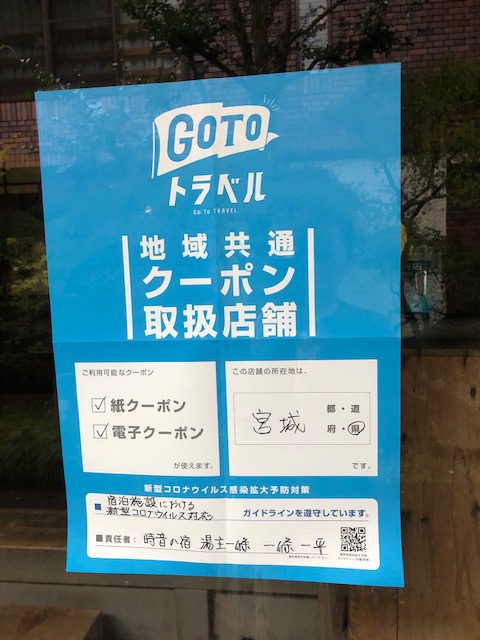 GOTO
トラベル
Go To TRAVEL
地域共通
クーポン
取扱店舗
ご利用可能なクーポン
☑紙クーポン
☑電子クーポン
が使えます。
この店舗の所在地は、
宮城 都・道
府・県
です。
新型コロナウイルス感染拡大予防対策
■宿泊施設における
新型コロナウイルス対応 ガイドラインを遵守しています。
■責任者: 時音の宿 湯主一條 一條一平